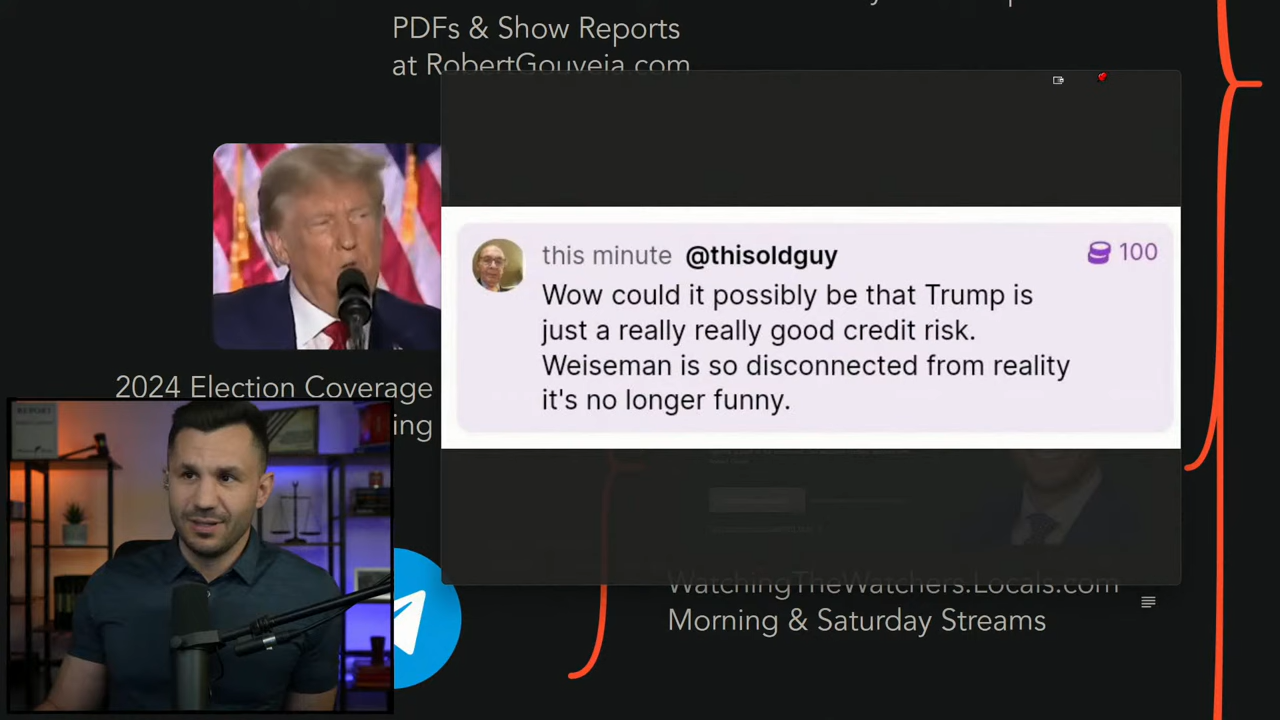 PDFs & Show Reports
at RobertGouveia.com
this minute @thisoldguy 100
Wow could it possibly be that Trump is
just a really really good credit risk.
Weiseman is so disconnected from reality
it's no longer funny.
2024 Election Coverage
ing
WatchingTheWatchers.Locals.com
Morning & Saturday Streams